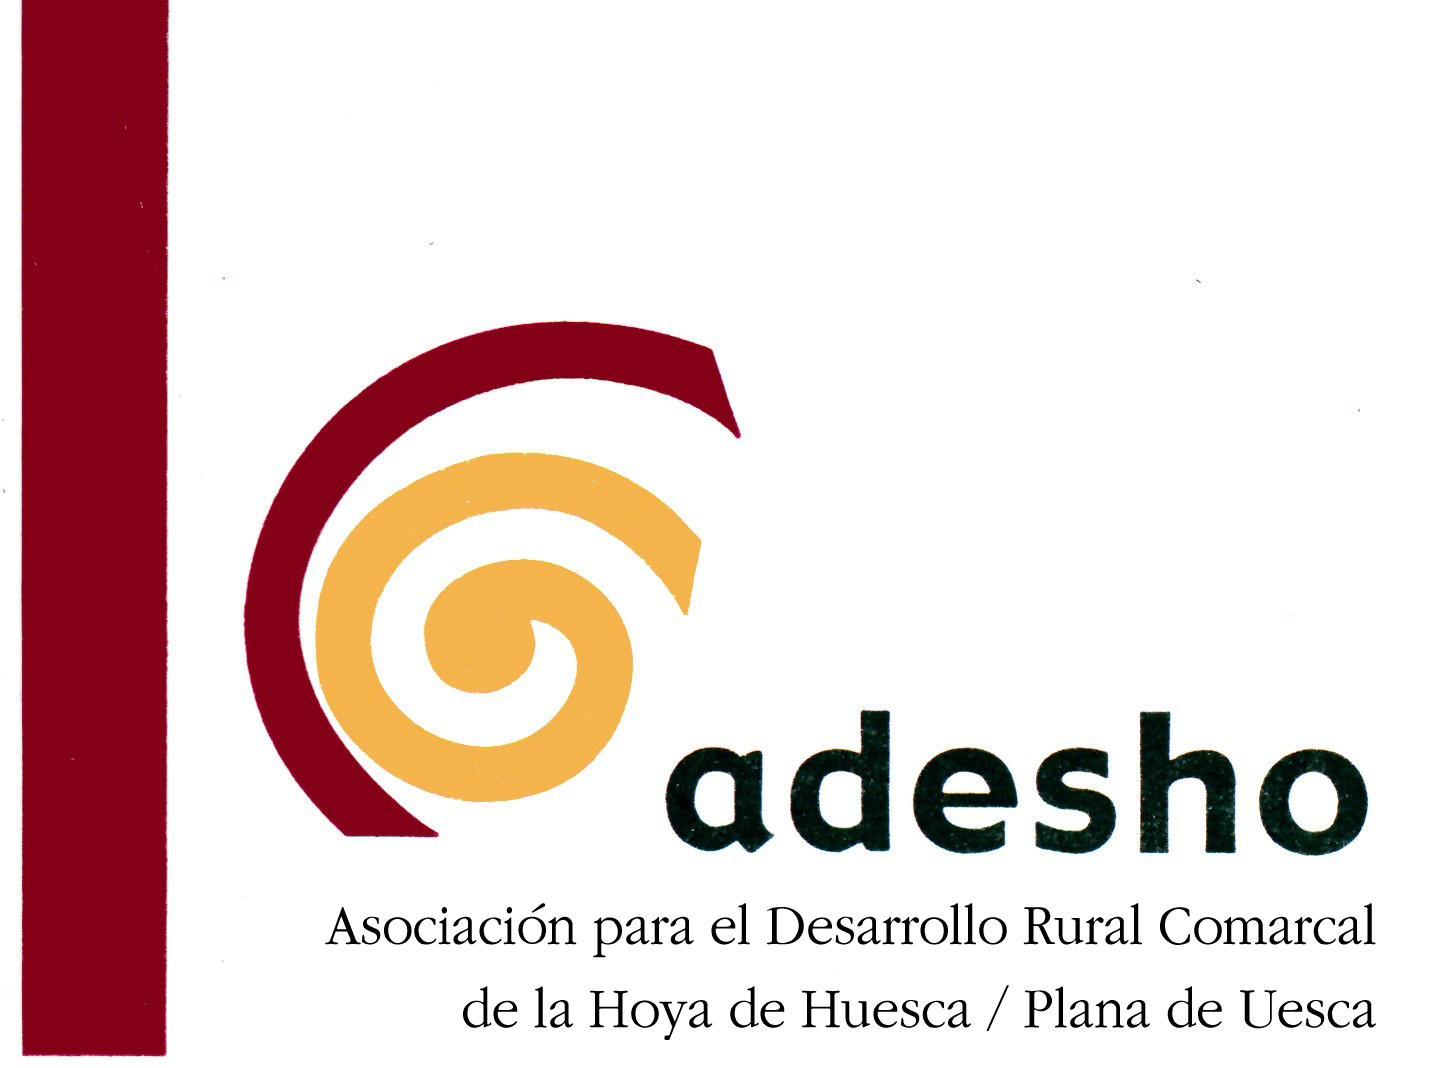 adesho
Asociación para el Desarrollo Rural Comarcal
de la Hoya de Huesca / Plana de Uesca